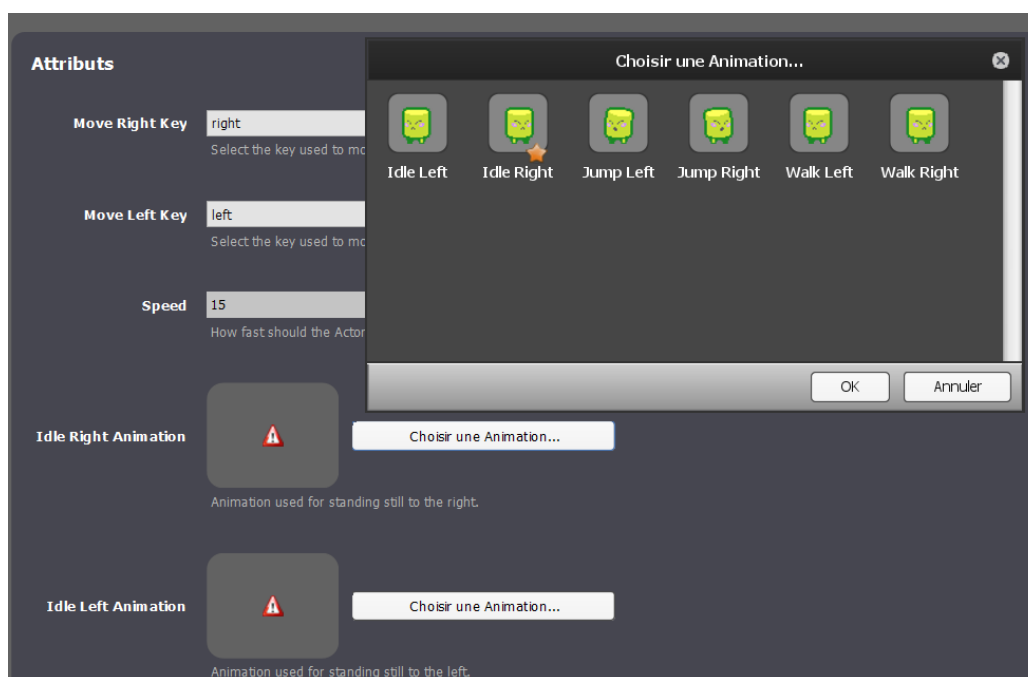 Attributs
Choisir une Animation...
Idle Left Idle Right Jump Left Jump Right Walk Left Walk Right
OK Annuler
Move Right Key right
Select the key used to mo
Move Left Key left
Select the key used to mo
Speed 15
How fast should the Actor
Idle Right Animation Choisir une Animation...
Animation used for standing still to the right.
Idle Left Animation Choisir une Animation...
Animation used for standing still to the left.